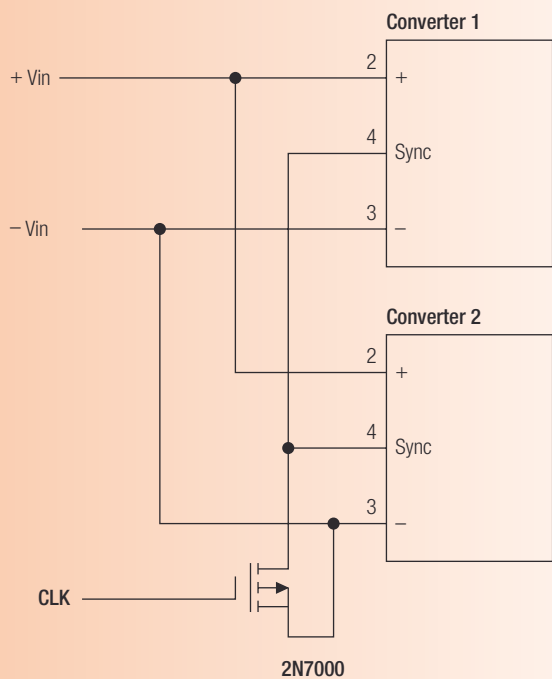 Converter 1
+ Vin
2
+
4
Sync
– Vin
3
–
Converter 2
2
+
4
Sync
3
–
CLK
2N7000